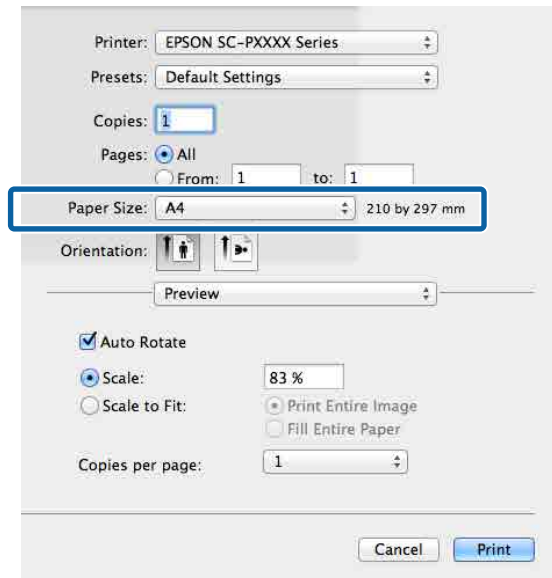 Printer: EPSON SC-PXXXX Series
Presets: Default Settings
Copies: 1
Pages: All
From: 1 to: 1
Paper Size: A4 210 by 297 mm
Orientation:
Preview
Auto Rotate
Scale: 83 %
Scale to Fit: Print Entire Image
Fill Entire Paper
Copies per page: 1
Cancel Print